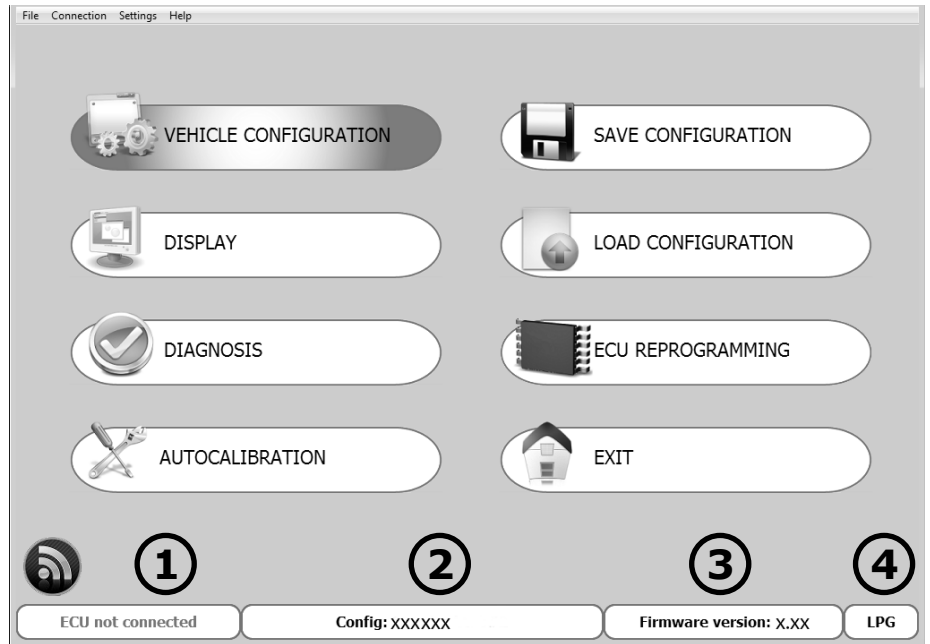 File Connection Settings Help
VEHICLE CONFIGURATION
SAVE CONFIGURATION
DISPLAY
LOAD CONFIGURATION
DIAGNOSIS
ECU REPROGRAMMING
AUTOCALIBRATION
EXIT
1
2
3
4
ECU not connected
Config: XXXXXX
Firmware version: X.XX
LPG